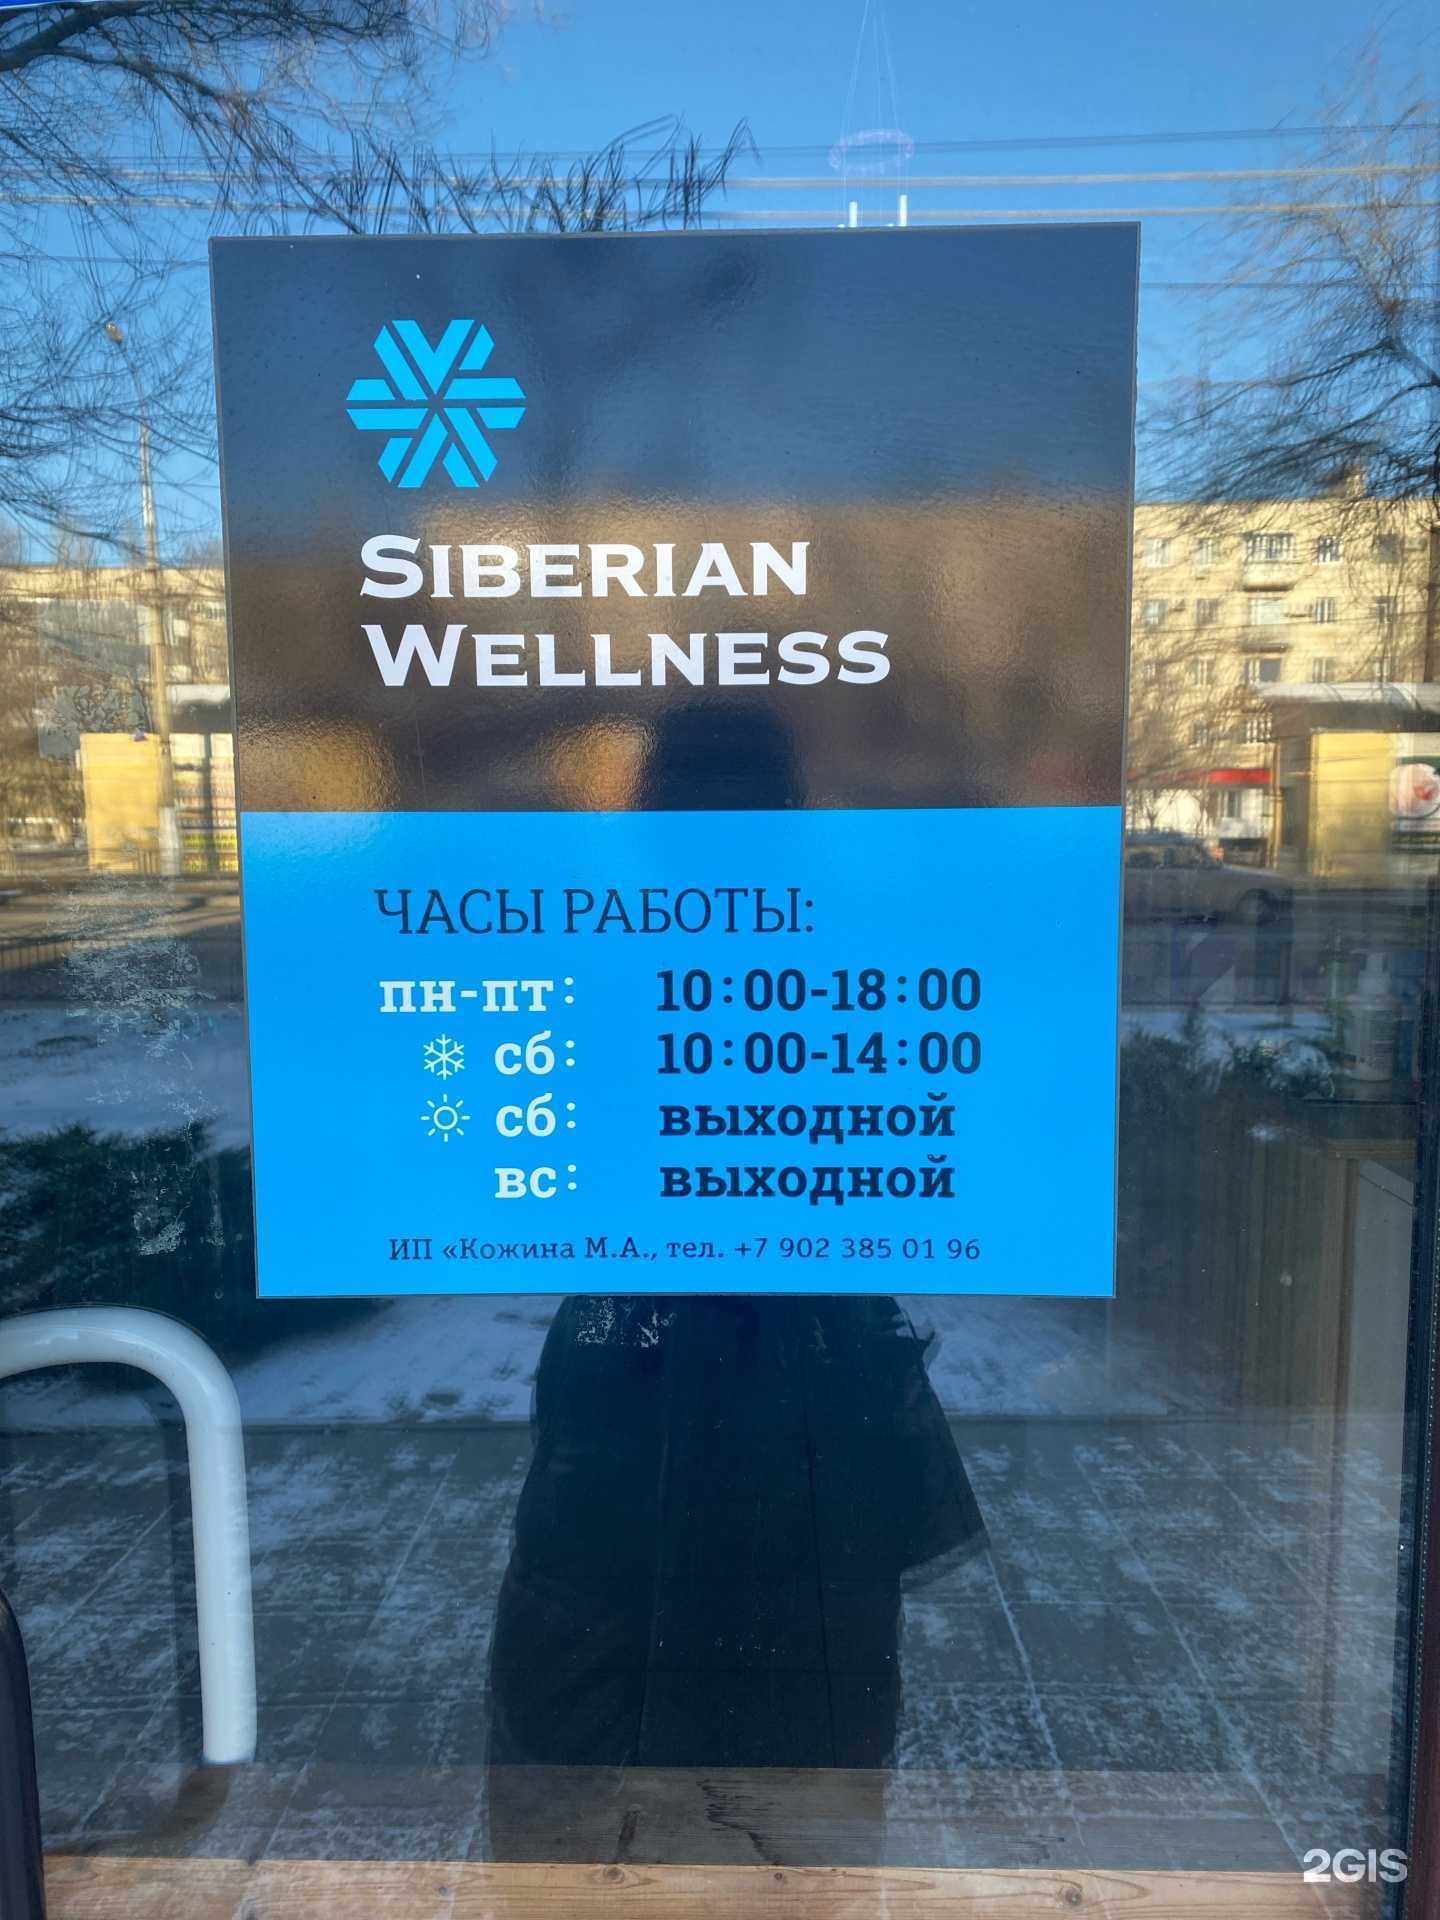 SIBERIAN
WELLNESS
ЧАСЫ РАБОТЫ:
пн-пт: 10:00-18:00
сб: 10:00-14:00
сб: выходной
вс: выходной
ИП «Кожина М.А., тел. +7 902 385 01 96
2GIS